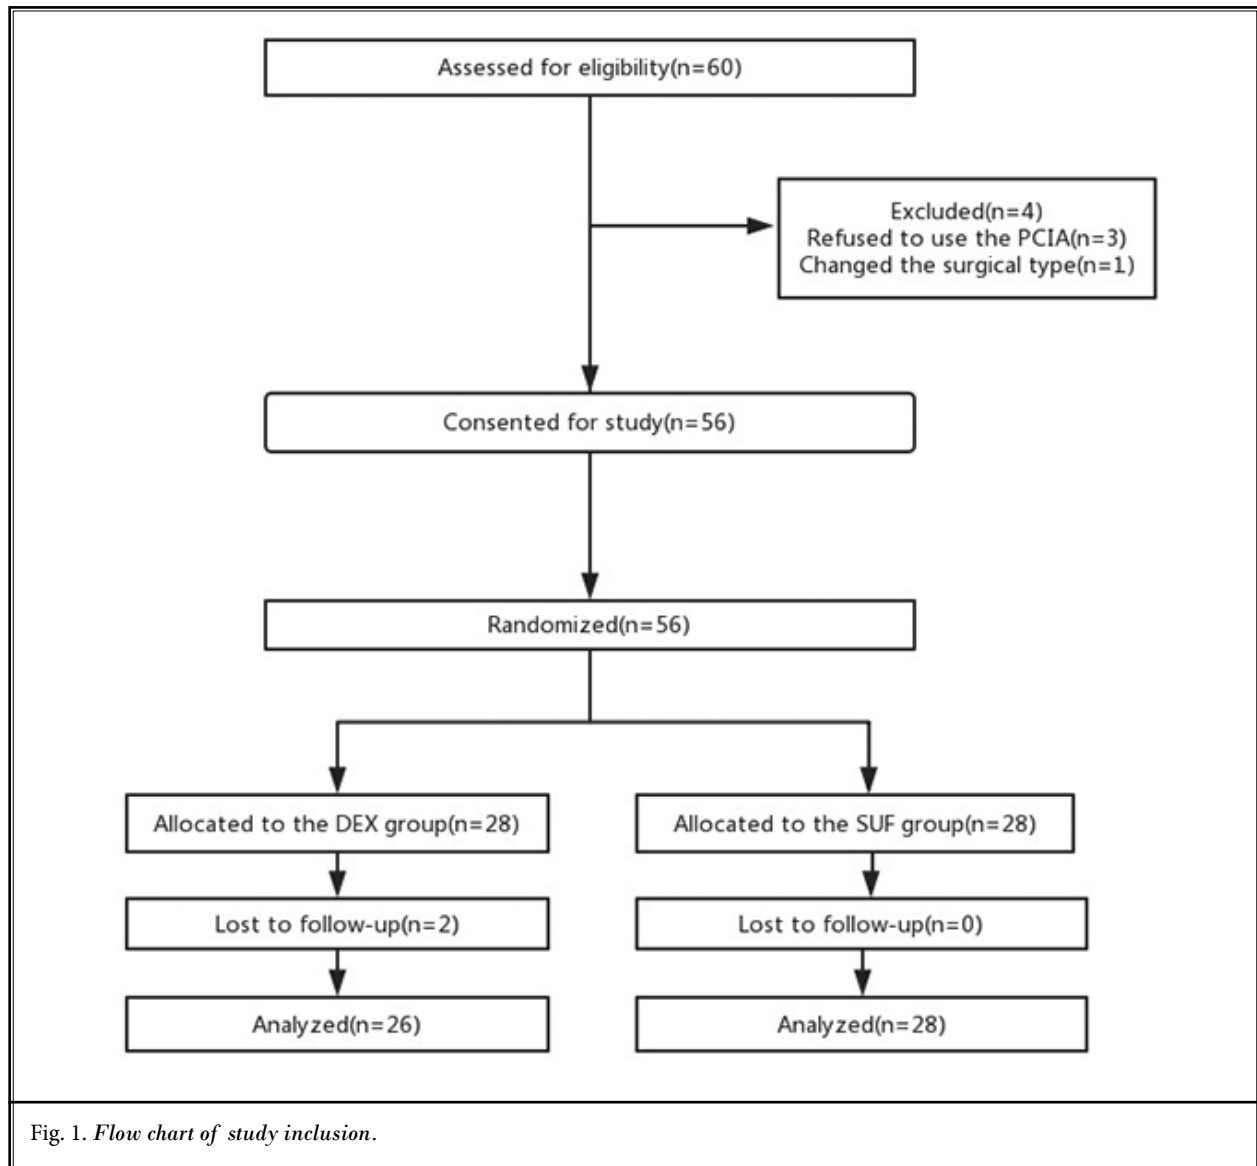 Assessed for eligibility(n=60)
Excluded(n=4)
Refused to use the PCIA(n=3)
Changed the surgical type(n=1)
Consented for study(n=56)
Randomized(n=56)
Allocated to the DEX group(n=28)
Allocated to the SUF group(n=28)
Lost to follow-up(n=2)
Lost to follow-up(n=0)
Analyzed(n=26)
Analyzed(n=28)
Fig. 1. Flow chart of study inclusion.